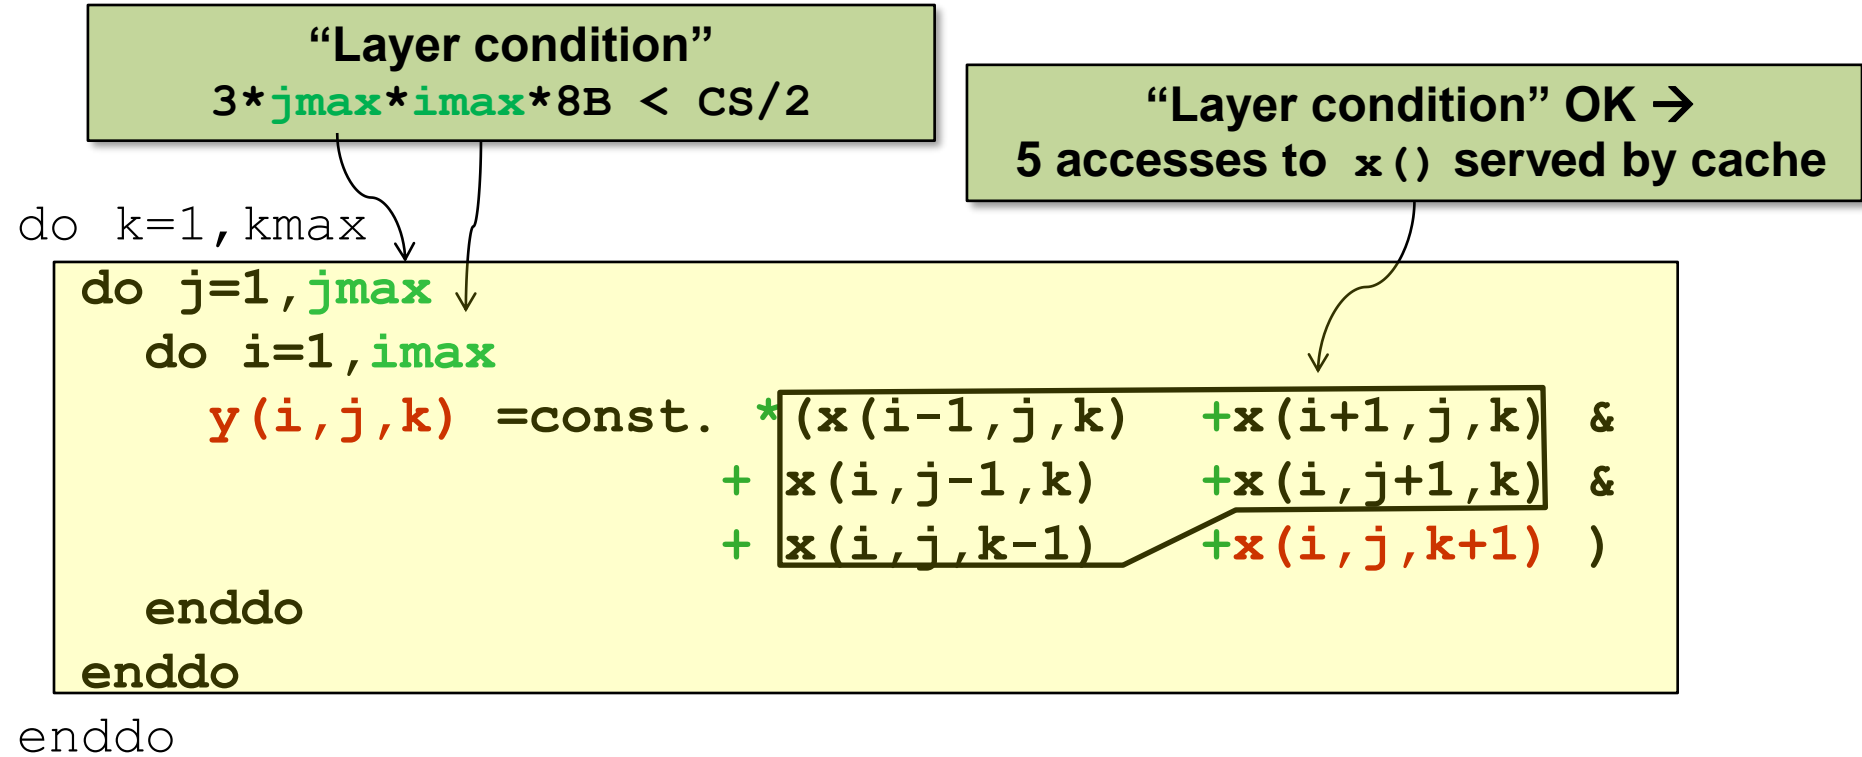 “Layer condition”
3*jmax*imax*8B < CS/2
“Layer condition” OK →
5 accesses to x() served by cache
do k=1,kmax
do j=1,jmax
do i=1,imax
y(i,j,k) =const. *(x(i-1,j,k) +x(i+1,j,k) &
+ x(i,j-1,k) +x(i,j+1,k) &
+ x(i,j,k-1) +x(i,j,k+1) )
enddo
enddo
enddo